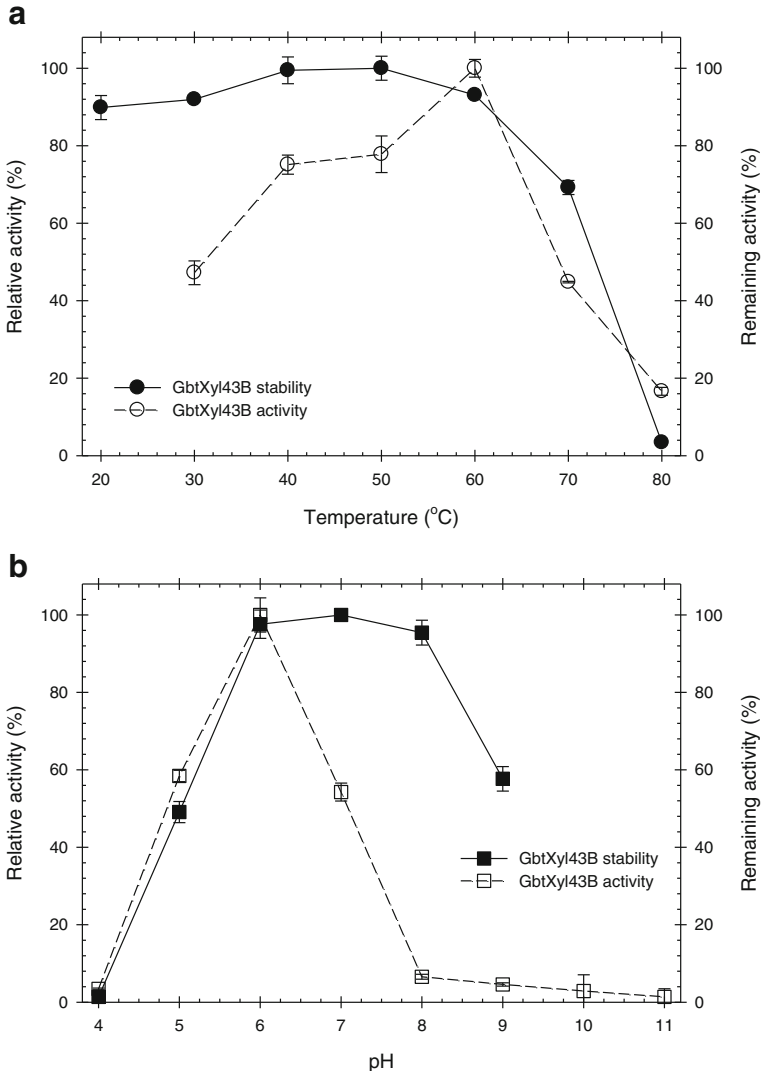 a
100
80
60
40
20
0
Relative activity (%)
100
80
60
40
20
0
Remaining activity (%)
GbtXyl43B stability
GbtXyl43B activity
20 30 40 50 60 70 80
Temperature (°C)
b
100
80
60
40
20
0
Relative activity (%)
100
80
60
40
20
0
Remaining activity (%)
GbtXyl43B stability
GbtXyl43B activity
4 5 6 7 8 9 10 11
pH